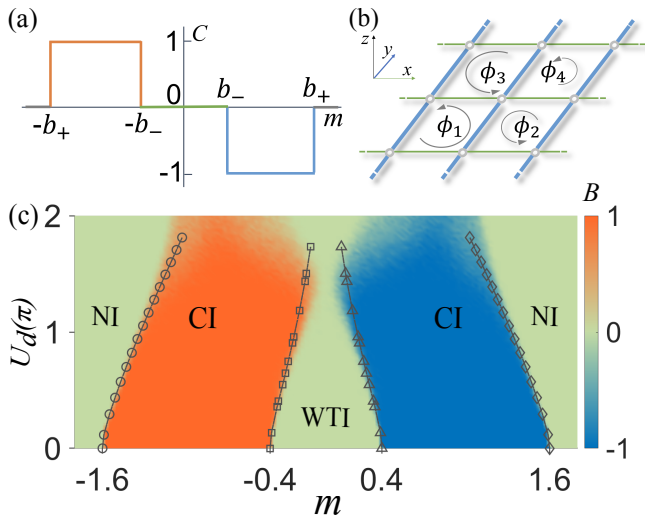 (a)
1
C
0
b₋
b₊
-b₊
-b₋
m
-1
(b)
z
y
x
ϕ₃
ϕ₄
ϕ₁
ϕ₂
(c)
B
2
1
0
U_d(π)
NI
CI
WTI
CI
NI
1
0
-1
-1.6
-0.4
0.4
1.6
m